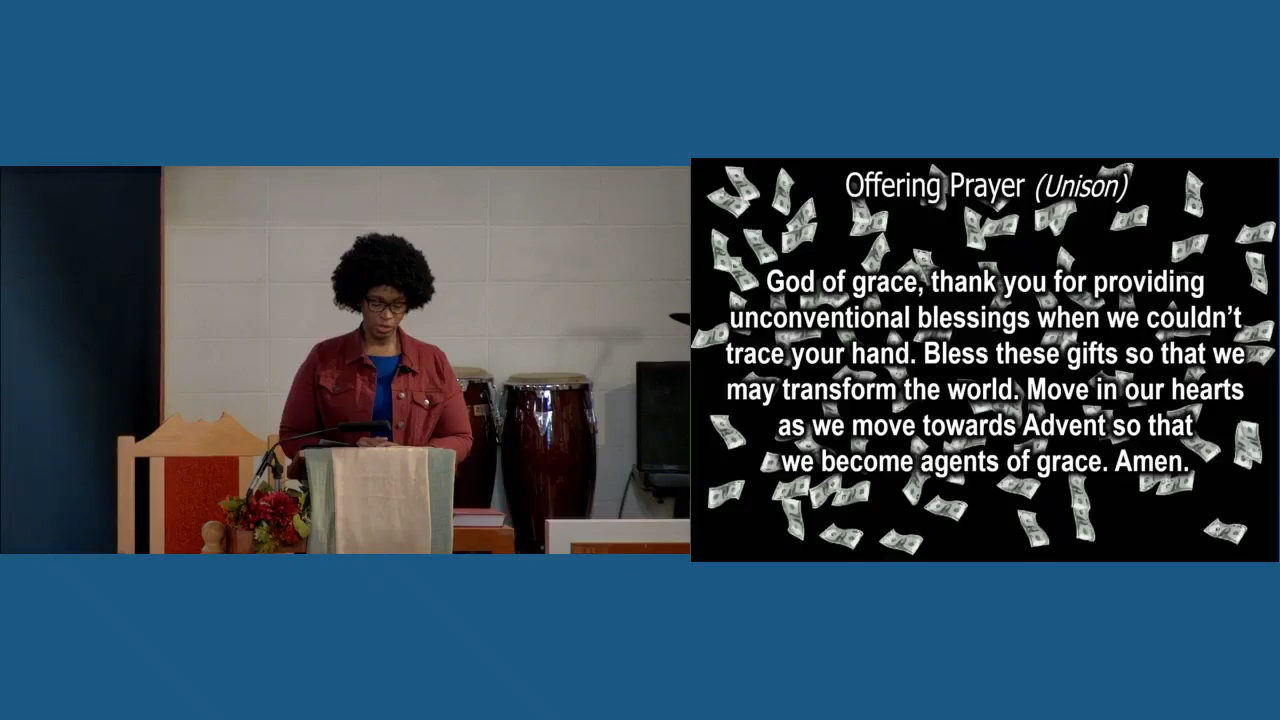 Offering Prayer (Unison)
God of grace, thank you for providing
unconventional blessings when we couldn’t
trace your hand. Bless these gifts so that we
may transform the world. Move in our hearts
as we move towards Advent so that
we become agents of grace. Amen.